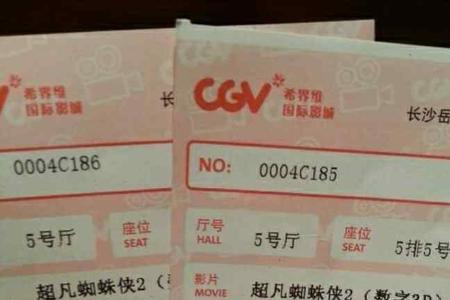 希界维
国际影城
0004C186
5号厅
座位
SEAT
超凡蜘蛛侠2（
CGV
希界维
国际影城
长沙岳
NO:
0004C185
厅号
HALL
5号厅
座位
SEAT
5排5号
影片
MOVIE
超凡蜘蛛侠2（数字3D）